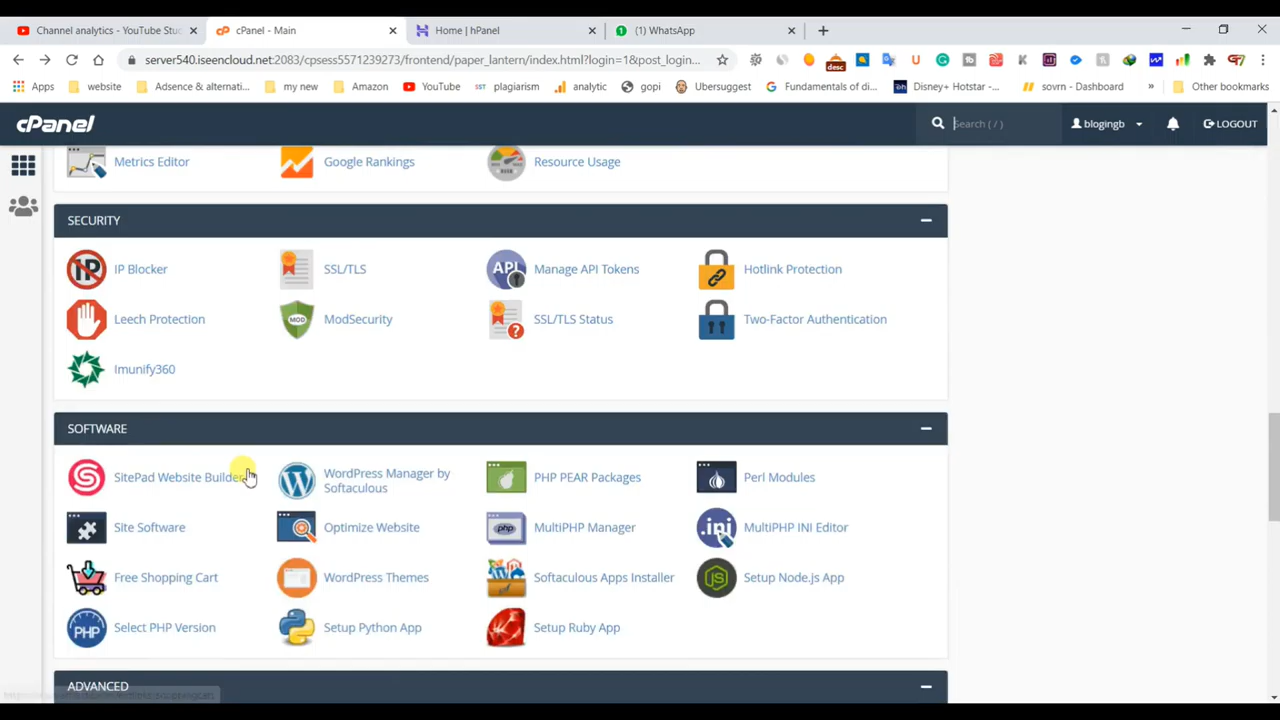 Channel analytics - YouTube Stu
cPanel - Main
Home | hPanel
(1) WhatsApp
server540.iseencloud.net:2083/cpsess5571239273/frontend/paper_lantern/index.html?login=1&post_login...
Apps
website
Adsence & alternati...
my new
Amazon
YouTube
plagiarism
analytic
gopi
Ubersuggest
Fundamentals of di...
Disney+ Hotstar -...
sovrn - Dashboard
»
Other bookmarks
cPanel
Search ( / )
blogingb
LOGOUT
Metrics Editor
Google Rankings
Resource Usage
SECURITY
IP Blocker
SSL/TLS
Manage API Tokens
Hotlink Protection
Leech Protection
ModSecurity
SSL/TLS Status
Two-Factor Authentication
Imunify360
SOFTWARE
SitePad Website Builder
WordPress Manager by
Softaculous
PHP PEAR Packages
Perl Modules
Site Software
Optimize Website
MultiPHP Manager
MultiPHP INI Editor
Free Shopping Cart
WordPress Themes
Softaculous Apps Installer
Setup Node.js App
Select PHP Version
Setup Python App
Setup Ruby App
ADVANCED